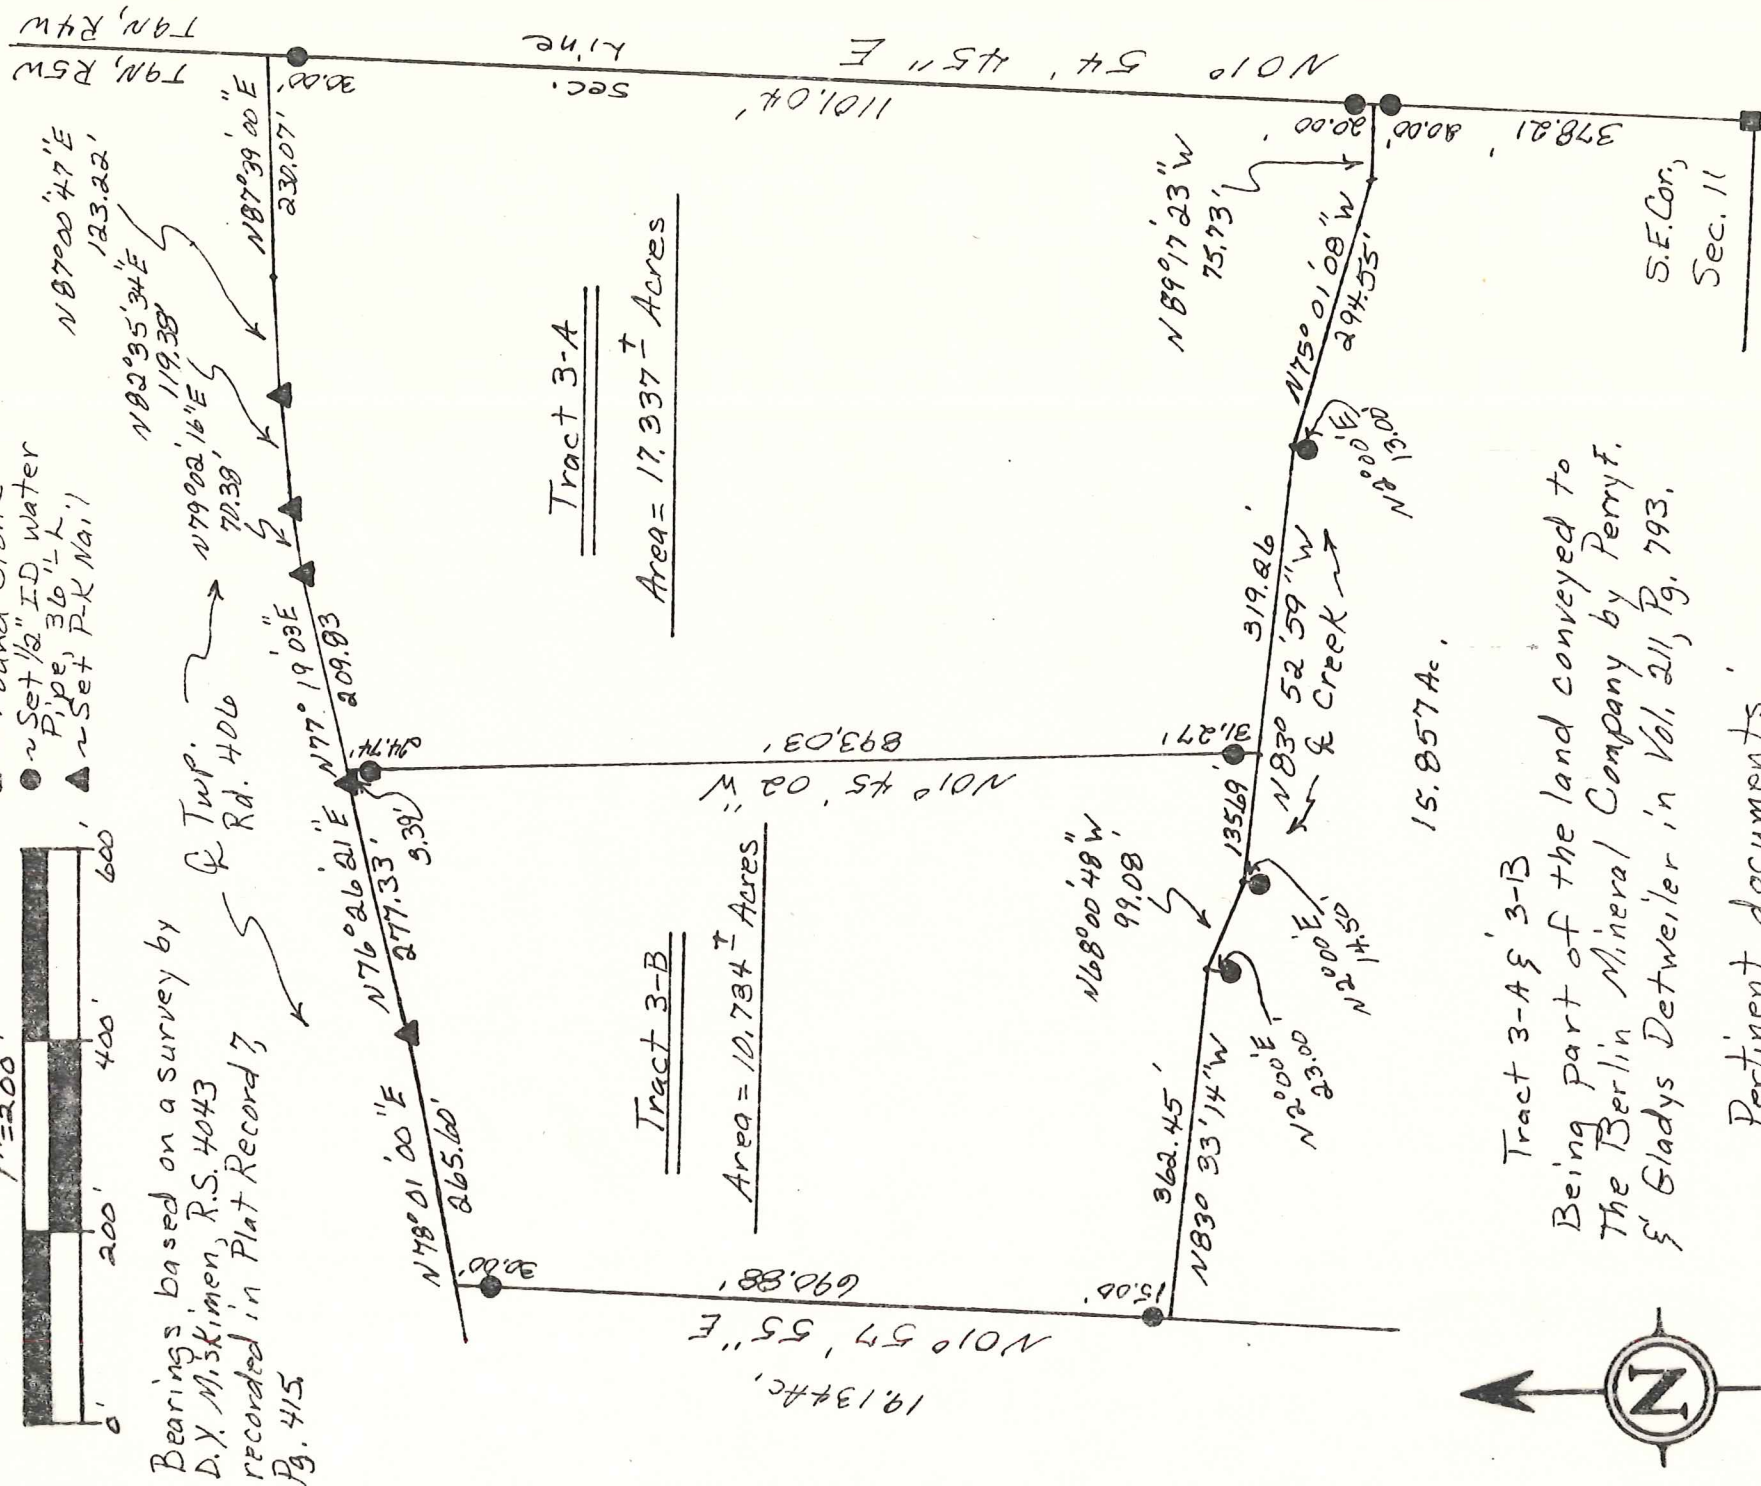 1"=200'
0'
200'
400'
600'
● ~ Set 1/2" ID Water
Pipe, 36" L.
▲ ~ Set P-K Nail
Bearings based on a survey by
D.Y. Miskimen, R.S. 4043
recorded in Plat Record 7,
Pg. 415.
℄ Twp.
Rd. 406
N78° 01' 00" E
265.60'
N76° 26' 21" E
277.33'
3.39'
N77° 19' 03" E
209.83
N79°02'16"E
70.38'
N82°35'34"E
119.38'
N87°00'47"E
123.22'
N87°39'00"E
230.07'
T9N, R5W
T9N, R4W
30.00'
Sec. Line
N01° 54' 45" E
1101.04'
20.00'
378.21'
S.E. Cor,
Sec. 11
N89°17'23"W
75.73'
N75° 01' 08" W
294.55'
N2°00'E
13.00'
319.26'
N83° 52' 59" W
℄ Creek
135.69'
N68°00'48"W
99.08'
N2°00'E
14.50'
N2°00'E
23.00'
362.45'
N83° 33' 14" W
15.00'
690.88'
N01° 57' 55" E
30.00'
19.134 Ac.
24.74'
893.03'
N01° 45' 02" W
31.27'
Tract 3-A
Area = 17.337± Acres
Tract 3-B
Area = 10.734± Acres
15.857 Ac.
Tract 3-A & 3-B
Being part of the land conveyed to
The Berlin Mineral Company by Perry F.
& Gladys Detweiler in Vol. 211, Pg. 793.
Pertinent documents
N